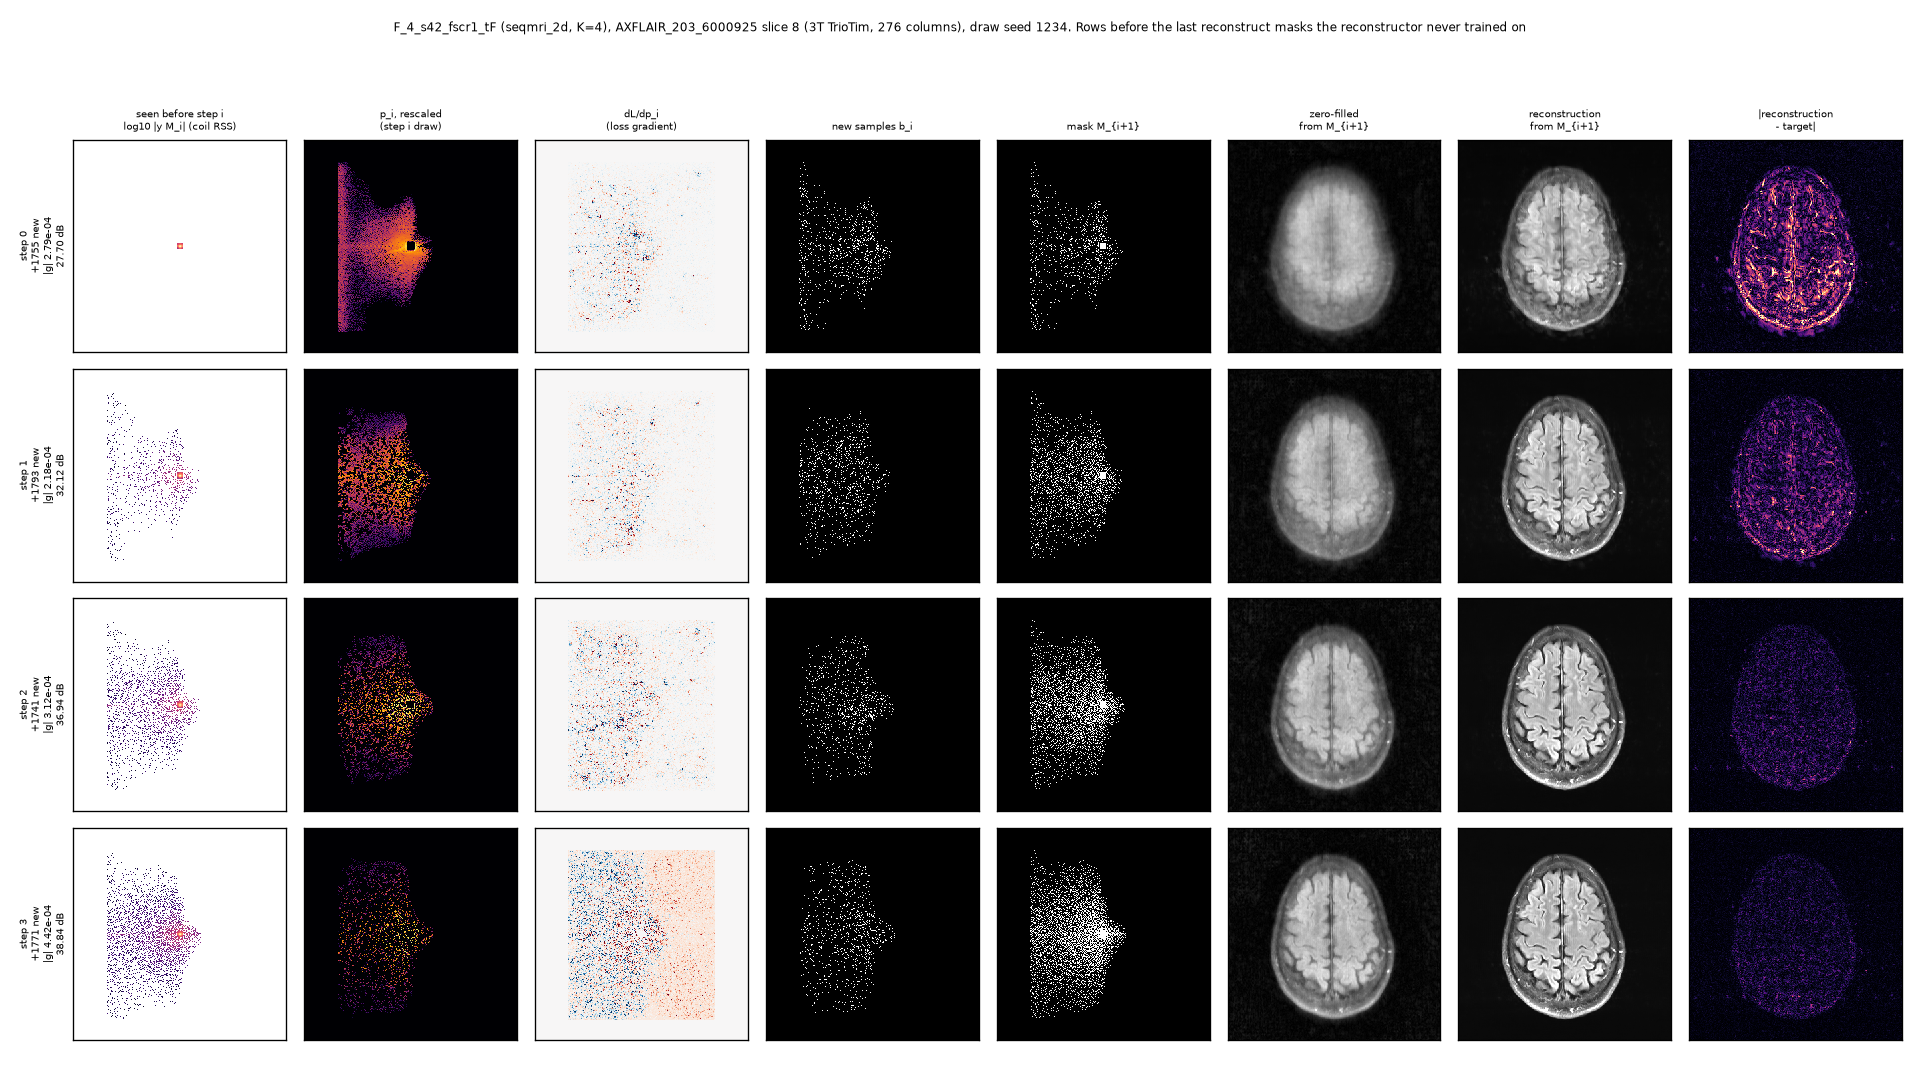 F_4_s42_fscr1_tF (seqmri_2d, K=4), AXFLAIR_203_6000925 slice 8 (3T TrioTim, 276 columns), draw seed 1234. Rows before the last reconstruct masks the reconstructor never trained on
seen before step i
log10 |y M_i| (coil RSS)
p_i, rescaled
(step i draw)
dL/dp_i
(loss gradient)
new samples b_i
mask M_{i+1}
zero-filled
from M_{i+1}
reconstruction
from M_{i+1}
|reconstruction
- target|
step 0
+1755 new
|g| 2.79e-04
27.70 dB
step 1
+1793 new
|g| 2.18e-04
32.12 dB
step 2
+1741 new
|g| 3.12e-04
36.94 dB
step 3
+1771 new
|g| 4.42e-04
38.84 dB